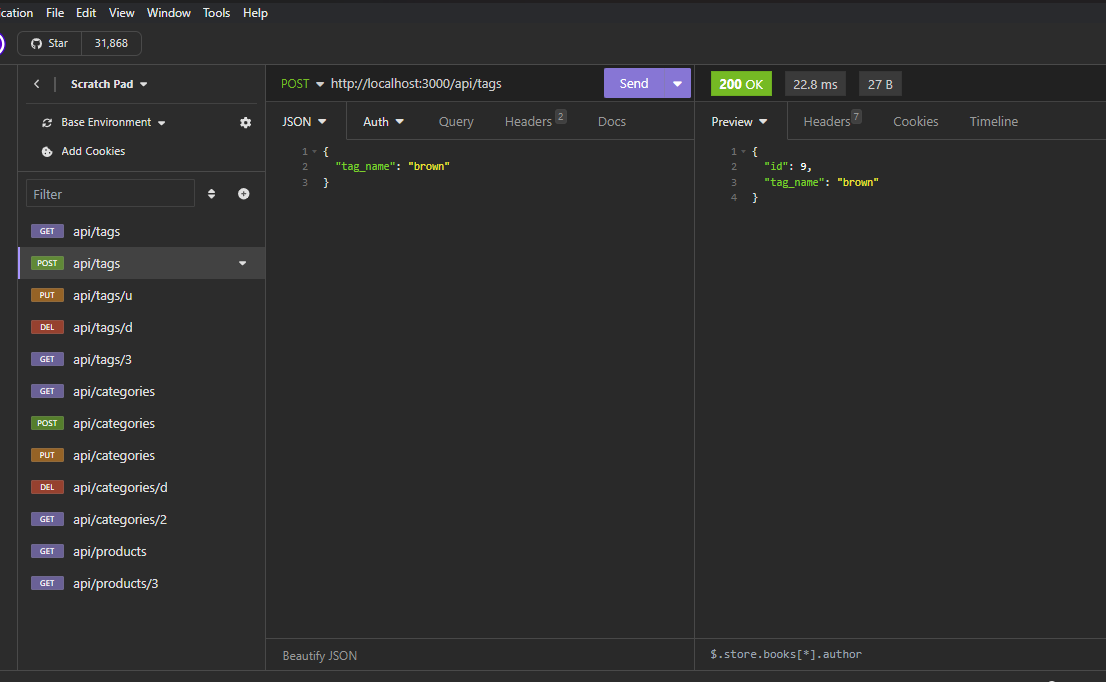 cation File Edit View Window Tools Help
Star 31,868
Scratch Pad
Base Environment
Add Cookies
Filter
GET api/tags
POST api/tags
PUT api/tags/u
DEL api/tags/d
GET api/tags/3
GET api/categories
POST api/categories
PUT api/categories
DEL api/categories/d
GET api/categories/2
GET api/products
GET api/products/3
POST http://localhost:3000/api/tags Send
JSON Auth Query Headers 2 Docs
1 {
2 "tag_name": "brown"
3 }
Beautify JSON
200 OK 22.8 ms 27 B
Preview Headers 7 Cookies Timeline
1 {
2 "id": 9,
3 "tag_name": "brown"
4 }
$.store.books[*].author